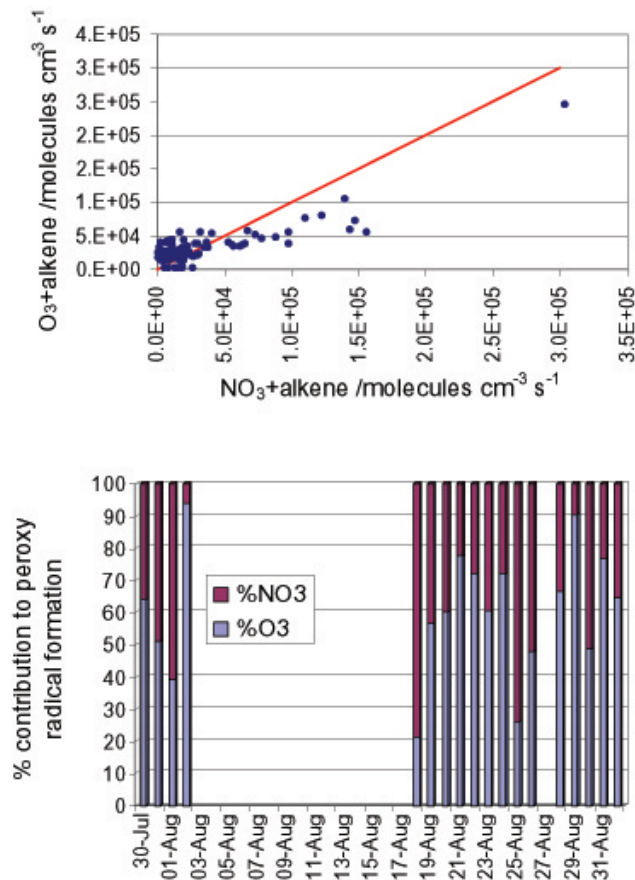 O₃+alkene /molecules cm⁻³ s⁻¹
4.E+05
3.E+05
3.E+05
2.E+05
2.E+05
1.E+05
5.E+04
0.E+00
0.0E+00
5.0E+04
1.0E+05
1.5E+05
2.0E+05
2.5E+05
3.0E+05
3.5E+05
NO₃+alkene /molecules cm⁻³ s⁻¹
% contribution to peroxy
radical formation
100
90
80
70
60
50
40
30
20
10
0
%NO3
%O3
30-Jul
01-Aug
03-Aug
05-Aug
07-Aug
09-Aug
11-Aug
13-Aug
15-Aug
17-Aug
19-Aug
21-Aug
23-Aug
25-Aug
27-Aug
29-Aug
31-Aug